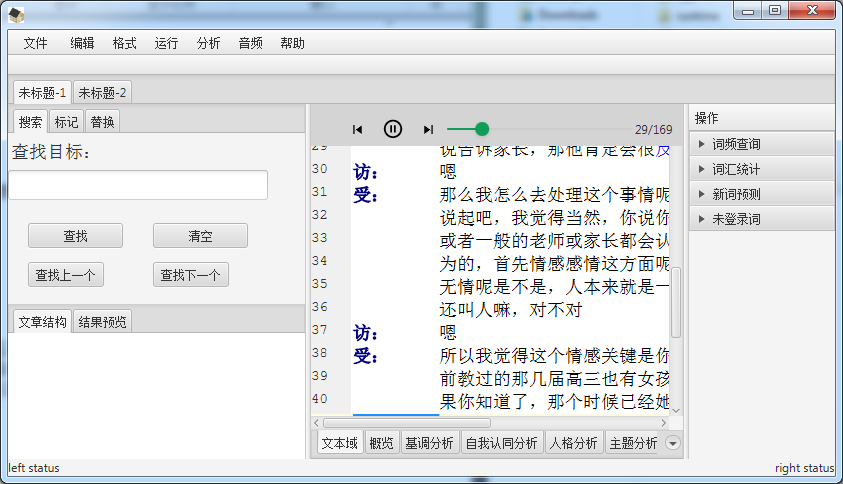 文件 编辑 格式 运行 分析 音频 帮助
未标题-1 未标题-2
搜索 标记 替换
查找目标：
查找 清空
查找上一个 查找下一个
文章结构 结果预览
29/169
29 说告诉家长，那他肯定会很反
30 访： 嗯
31 受： 那么我怎么去处理这个事情呢
32 说起吧，我觉得当然，你说你
33 或者一般的老师或家长都会认
34 为的，首先情感感情这方面呢
35 无情呢是不是，人本来就是一
36 还叫人嘛，对不对
37 访： 嗯
38 受： 所以我觉得这个情感关键是你
39 前教过的那几届高三也有女孩
40 果你知道了，那个时候已经她
文本域 概览 基调分析 自我认同分析 人格分析 主题分析
操作
词频查询
词汇统计
新词预测
未登录词
left status
right status